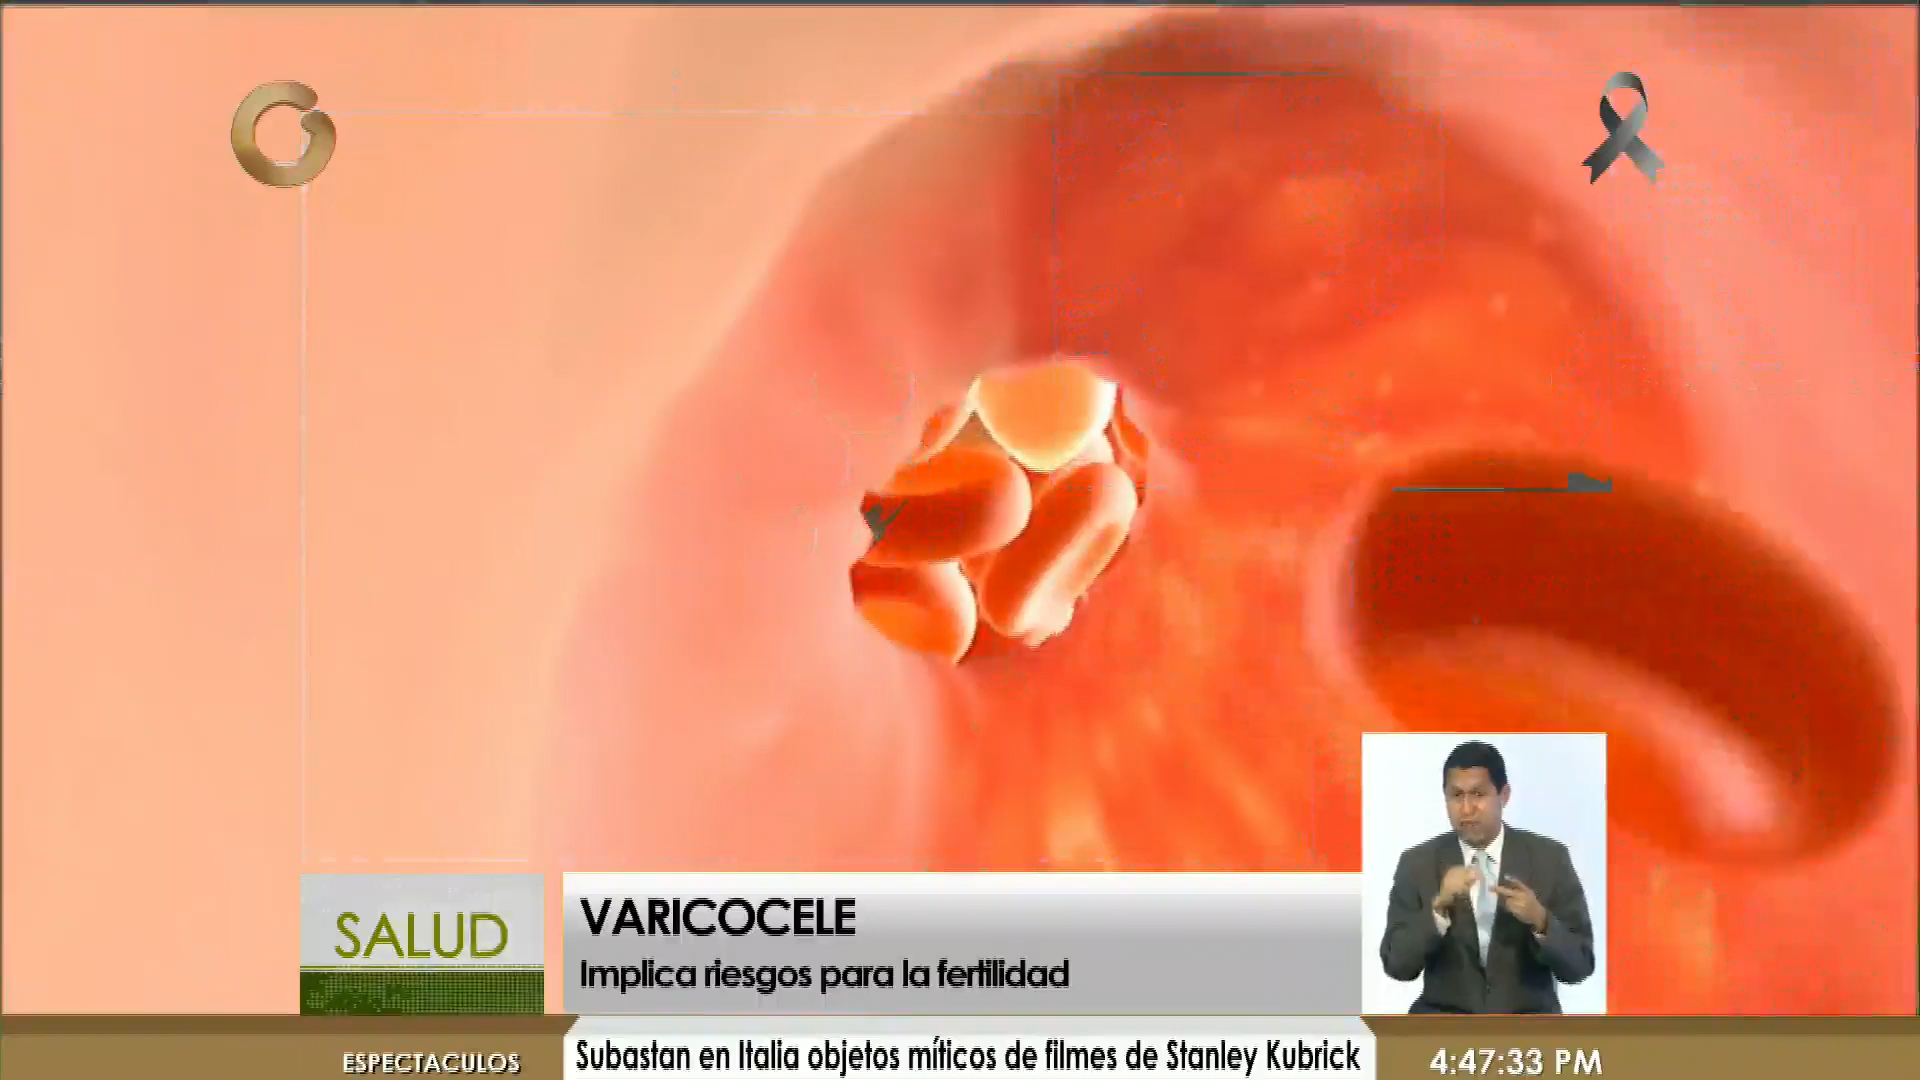 SALUD
VARICOCELE
Implica riesgos para la fertilidad
ESPECTACULOS
Subastan en Italia objetos míticos de filmes de Stanley Kubrick
4:47:33 PM